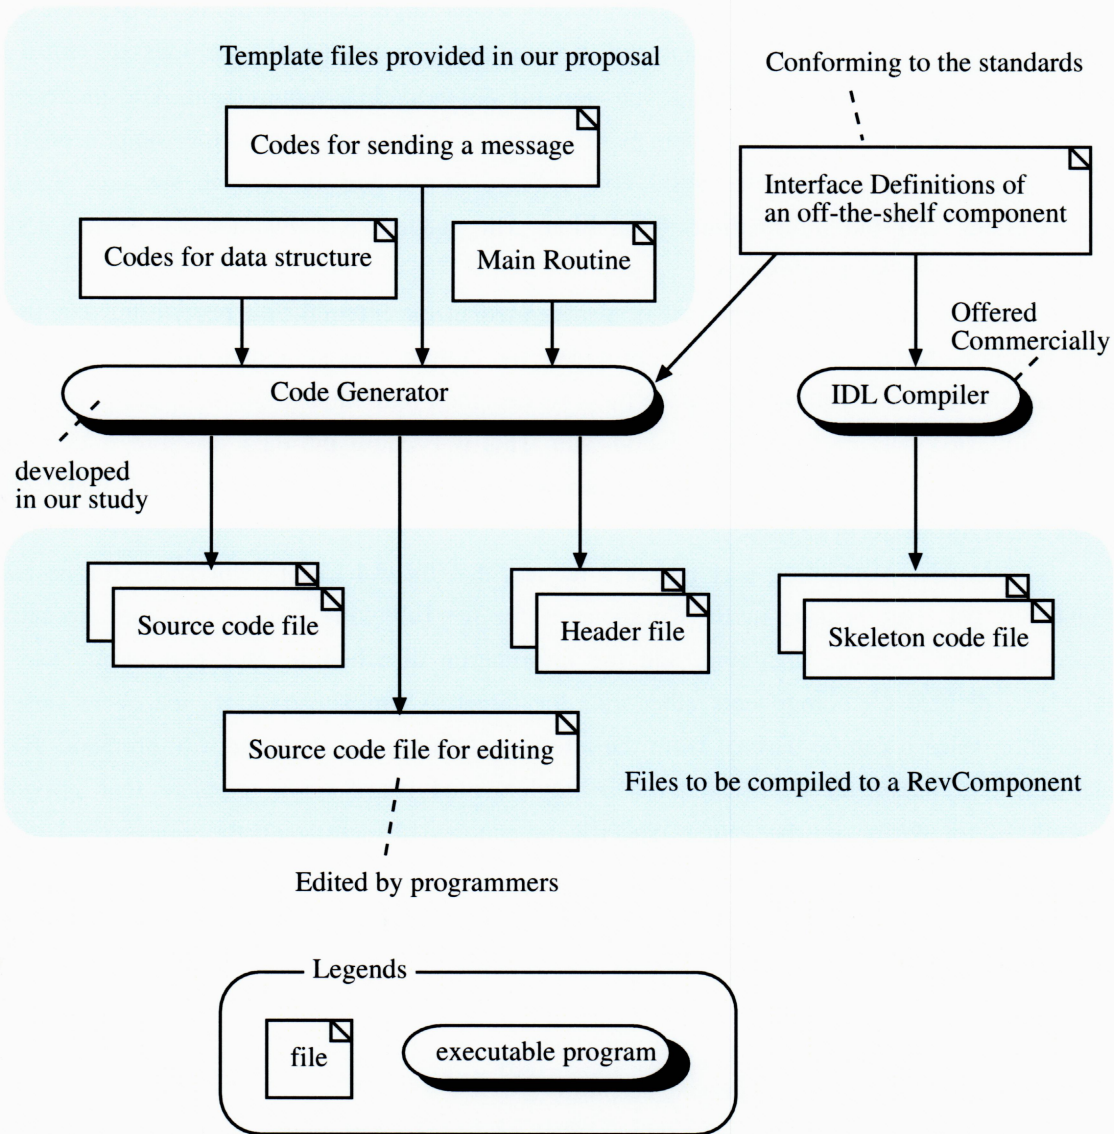 Template files provided in our proposal
Conforming to the standards
Codes for sending a message
Interface Definitions of
an off-the-shelf component
Codes for data structure
Main Routine
Offered
Commercially
Code Generator
IDL Compiler
developed
in our study
Source code file
Header file
Skeleton code file
Source code file for editing
Files to be compiled to a RevComponent
Edited by programmers
Legends
file
executable program